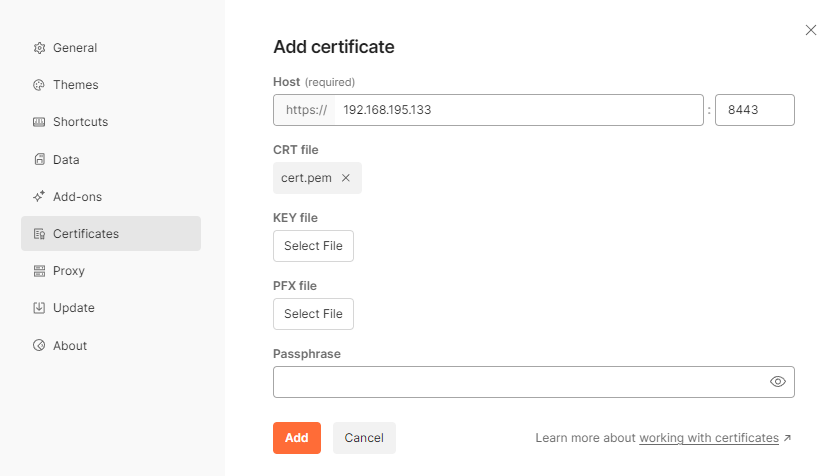 General
Themes
Shortcuts
Data
Add-ons
Certificates
Proxy
Update
About
Add certificate
Host (required)
https:// 192.168.195.133 : 8443
CRT file
cert.pem
KEY file
Select File
PFX file
Select File
Passphrase
Add Cancel Learn more about working with certificates ↗